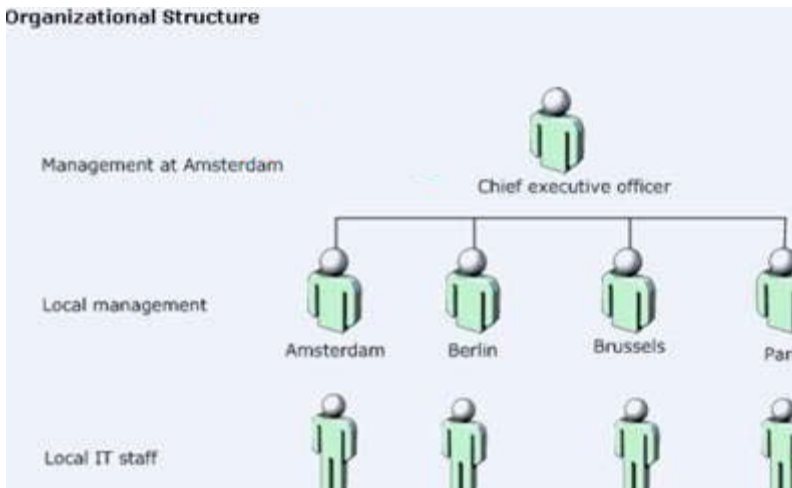 Organizational Structure
Management at Amsterdam
Chief executive officer
Local management
Amsterdam
Berlin
Brussels
Local IT staff